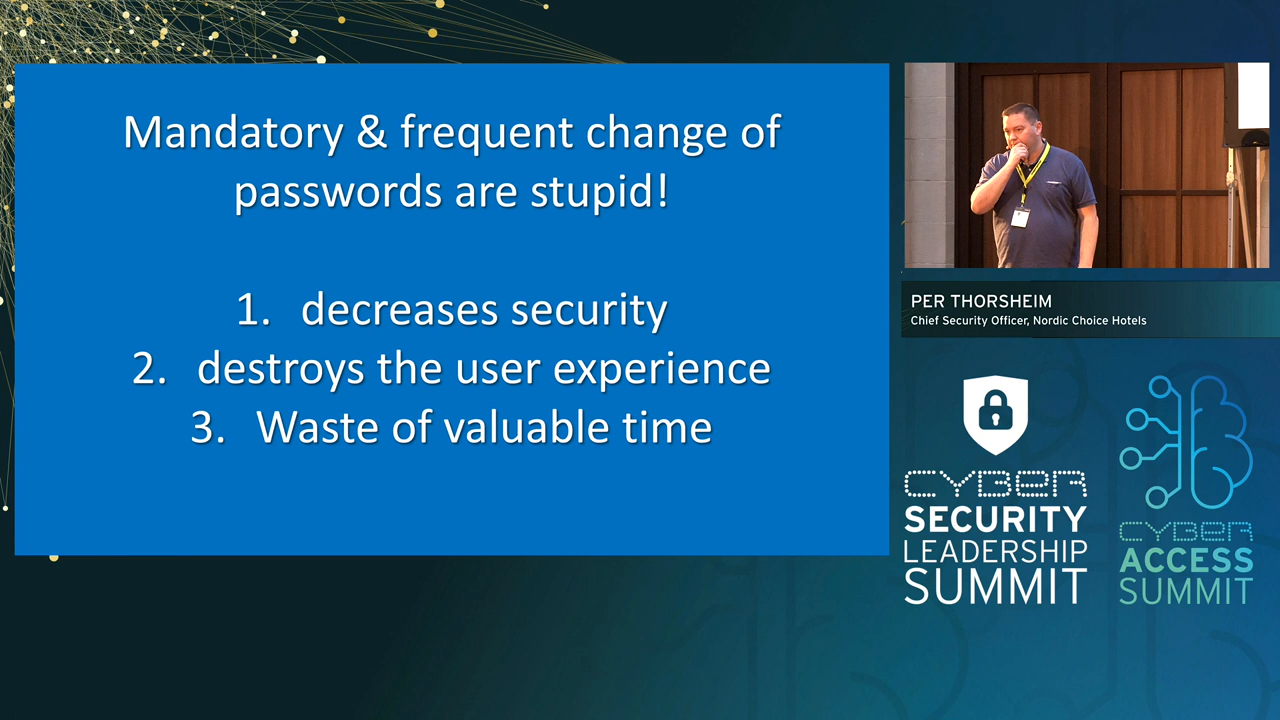 Mandatory & frequent change of
passwords are stupid!
1. decreases security
2. destroys the user experience
3. Waste of valuable time
PER THORSHEIM
Chief Security Officer, Nordic Choice Hotels
CYBER
SECURITY
LEADERSHIP
SUMMIT
CYBER
ACCESS
SUMMIT